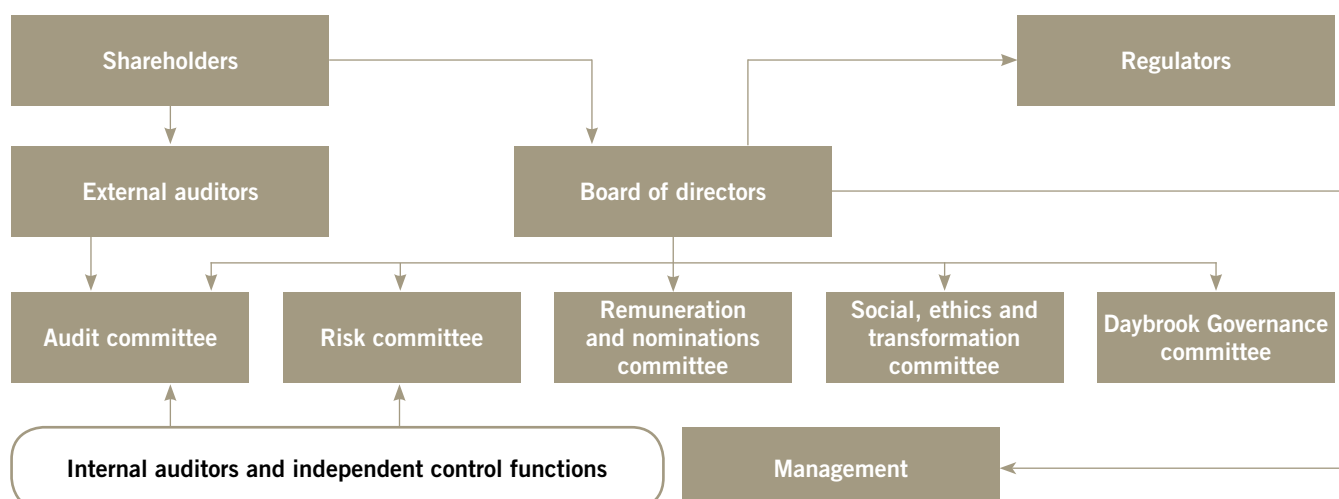 Shareholders
Regulators
External auditors
Board of directors
Audit committee
Risk committee
Remuneration
and nominations
committee
Social, ethics and
transformation
committee
Daybrook Governance
committee
Internal auditors and independent control functions
Management